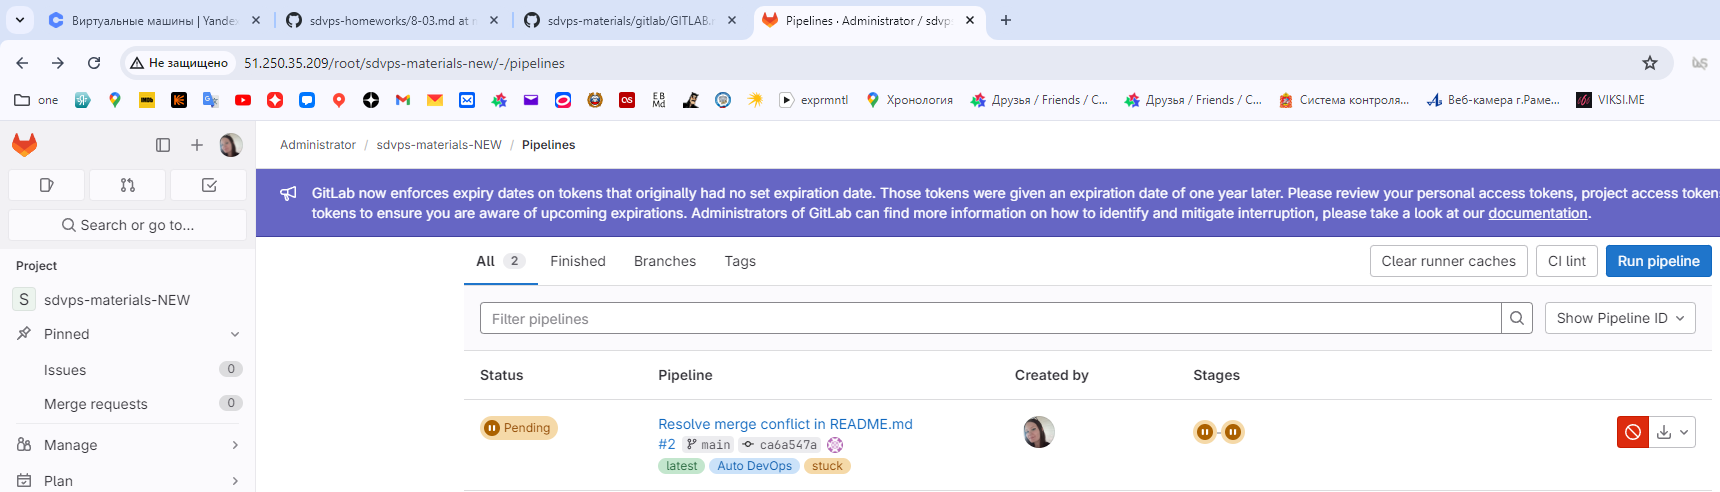 Виртуальные машины | Yande
sdvps-homeworks/8-03.md at m
sdvps-materials/gitlab/GITLAB.
Pipelines · Administrator / sdvps
Не защищено
51.250.35.209/root/sdvps-materials-new/-/pipelines
one
exprmntl
Хронология
Друзья / Friends / C...
Друзья / Friends / C...
Система контроля...
Веб-камера г.Раме...
VIKSI.ME
Administrator / sdvps-materials-NEW / Pipelines
GitLab now enforces expiry dates on tokens that originally had no set expiration date. Those tokens were given an expiration date of one year later. Please review your personal access tokens, project access token
tokens to ensure you are aware of upcoming expirations. Administrators of GitLab can find more information on how to identify and mitigate interruption, please take a look at our documentation.
Search or go to...
Project
S sdvps-materials-NEW
Pinned
Issues 0
Merge requests 0
Manage
Plan
All 2 Finished Branches Tags
Clear runner caches CI lint Run pipeline
Filter pipelines
Show Pipeline ID
Status Pipeline Created by Stages
Pending
Resolve merge conflict in README.md
#2 main ca6a547a
latest Auto DevOps stuck